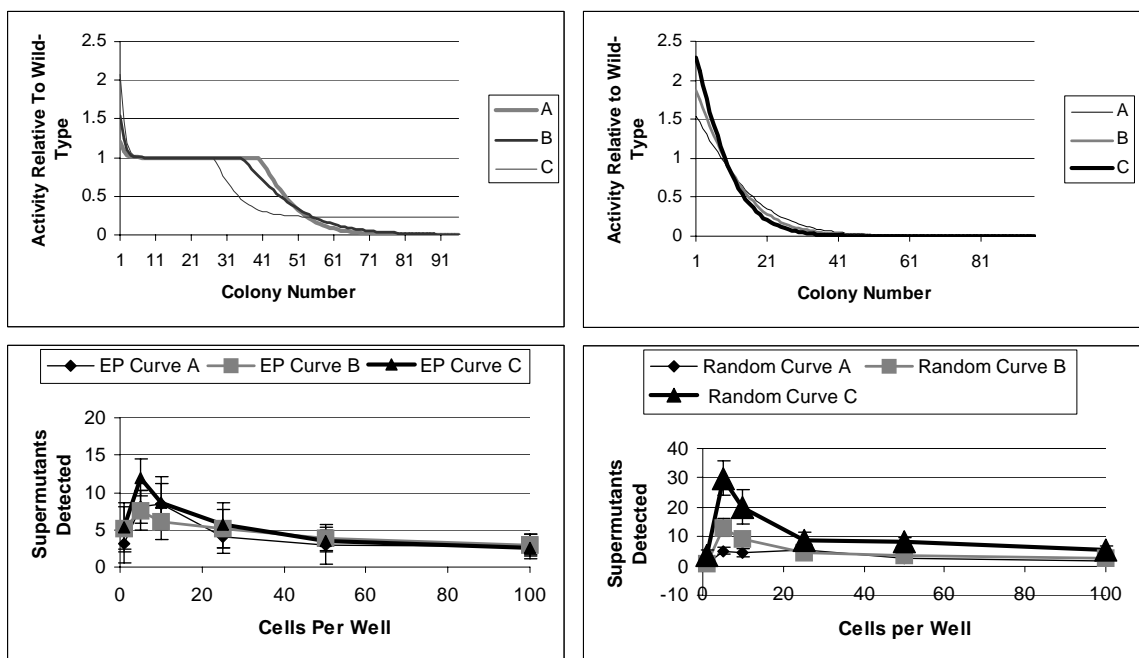 2.5
2
1.5
1
0.5
0
1 11 21 31 41 51 61 71 81 91
Colony Number
Activity Relative To Wild-
Type
A
B
C
2.5
2
1.5
1
0.5
0
1 21 41 61 81
Colony Number
Activity Relative to Wild-
Type
A
B
C
EP Curve A EP Curve B EP Curve C
20
15
10
5
0
0 20 40 60 80 100
Cells Per Well
Supermutants
Detected
Random Curve A Random Curve B
Random Curve C
40
30
20
10
0
-10
0 20 40 60 80 100
Cells per Well
Supermutants
Detected